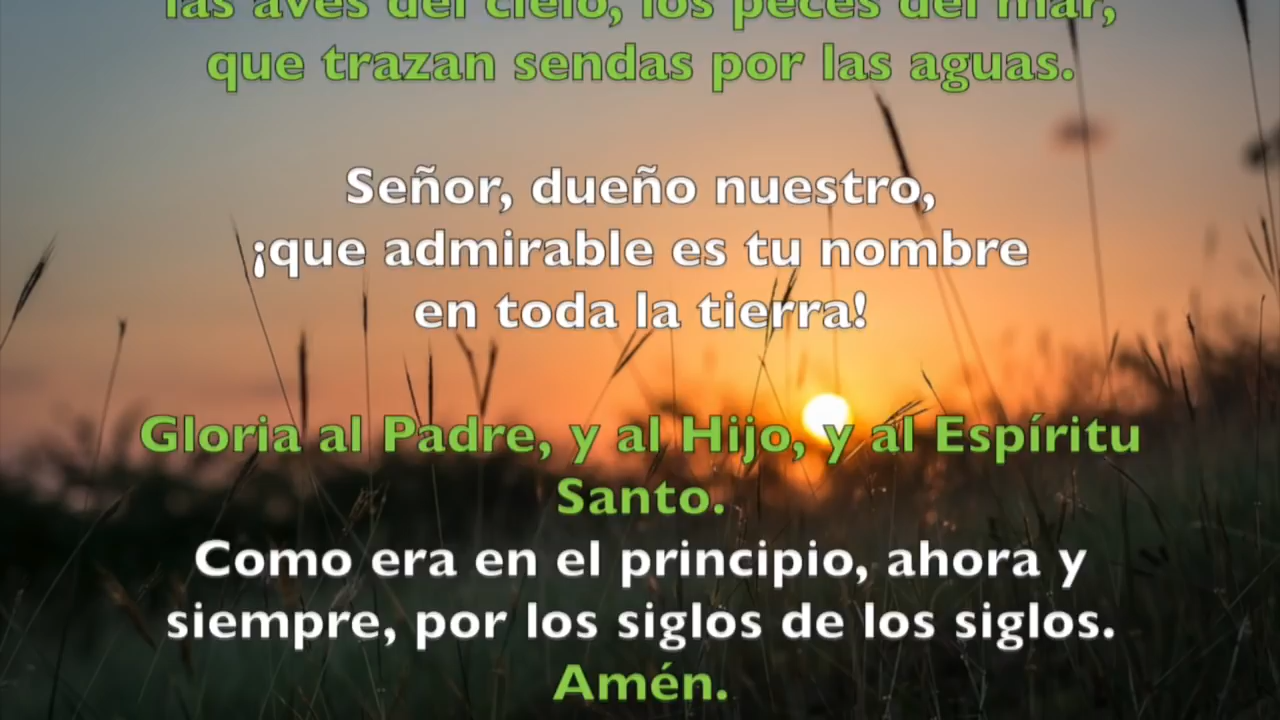 las aves del cielo, los peces del mar,
que trazan sendas por las aguas.
Señor, dueño nuestro,
¡que admirable es tu nombre
en toda la tierra!
Gloria al Padre, y al Hijo, y al Espíritu
Santo.
Como era en el principio, ahora y
siempre, por los siglos de los siglos.
Amén.